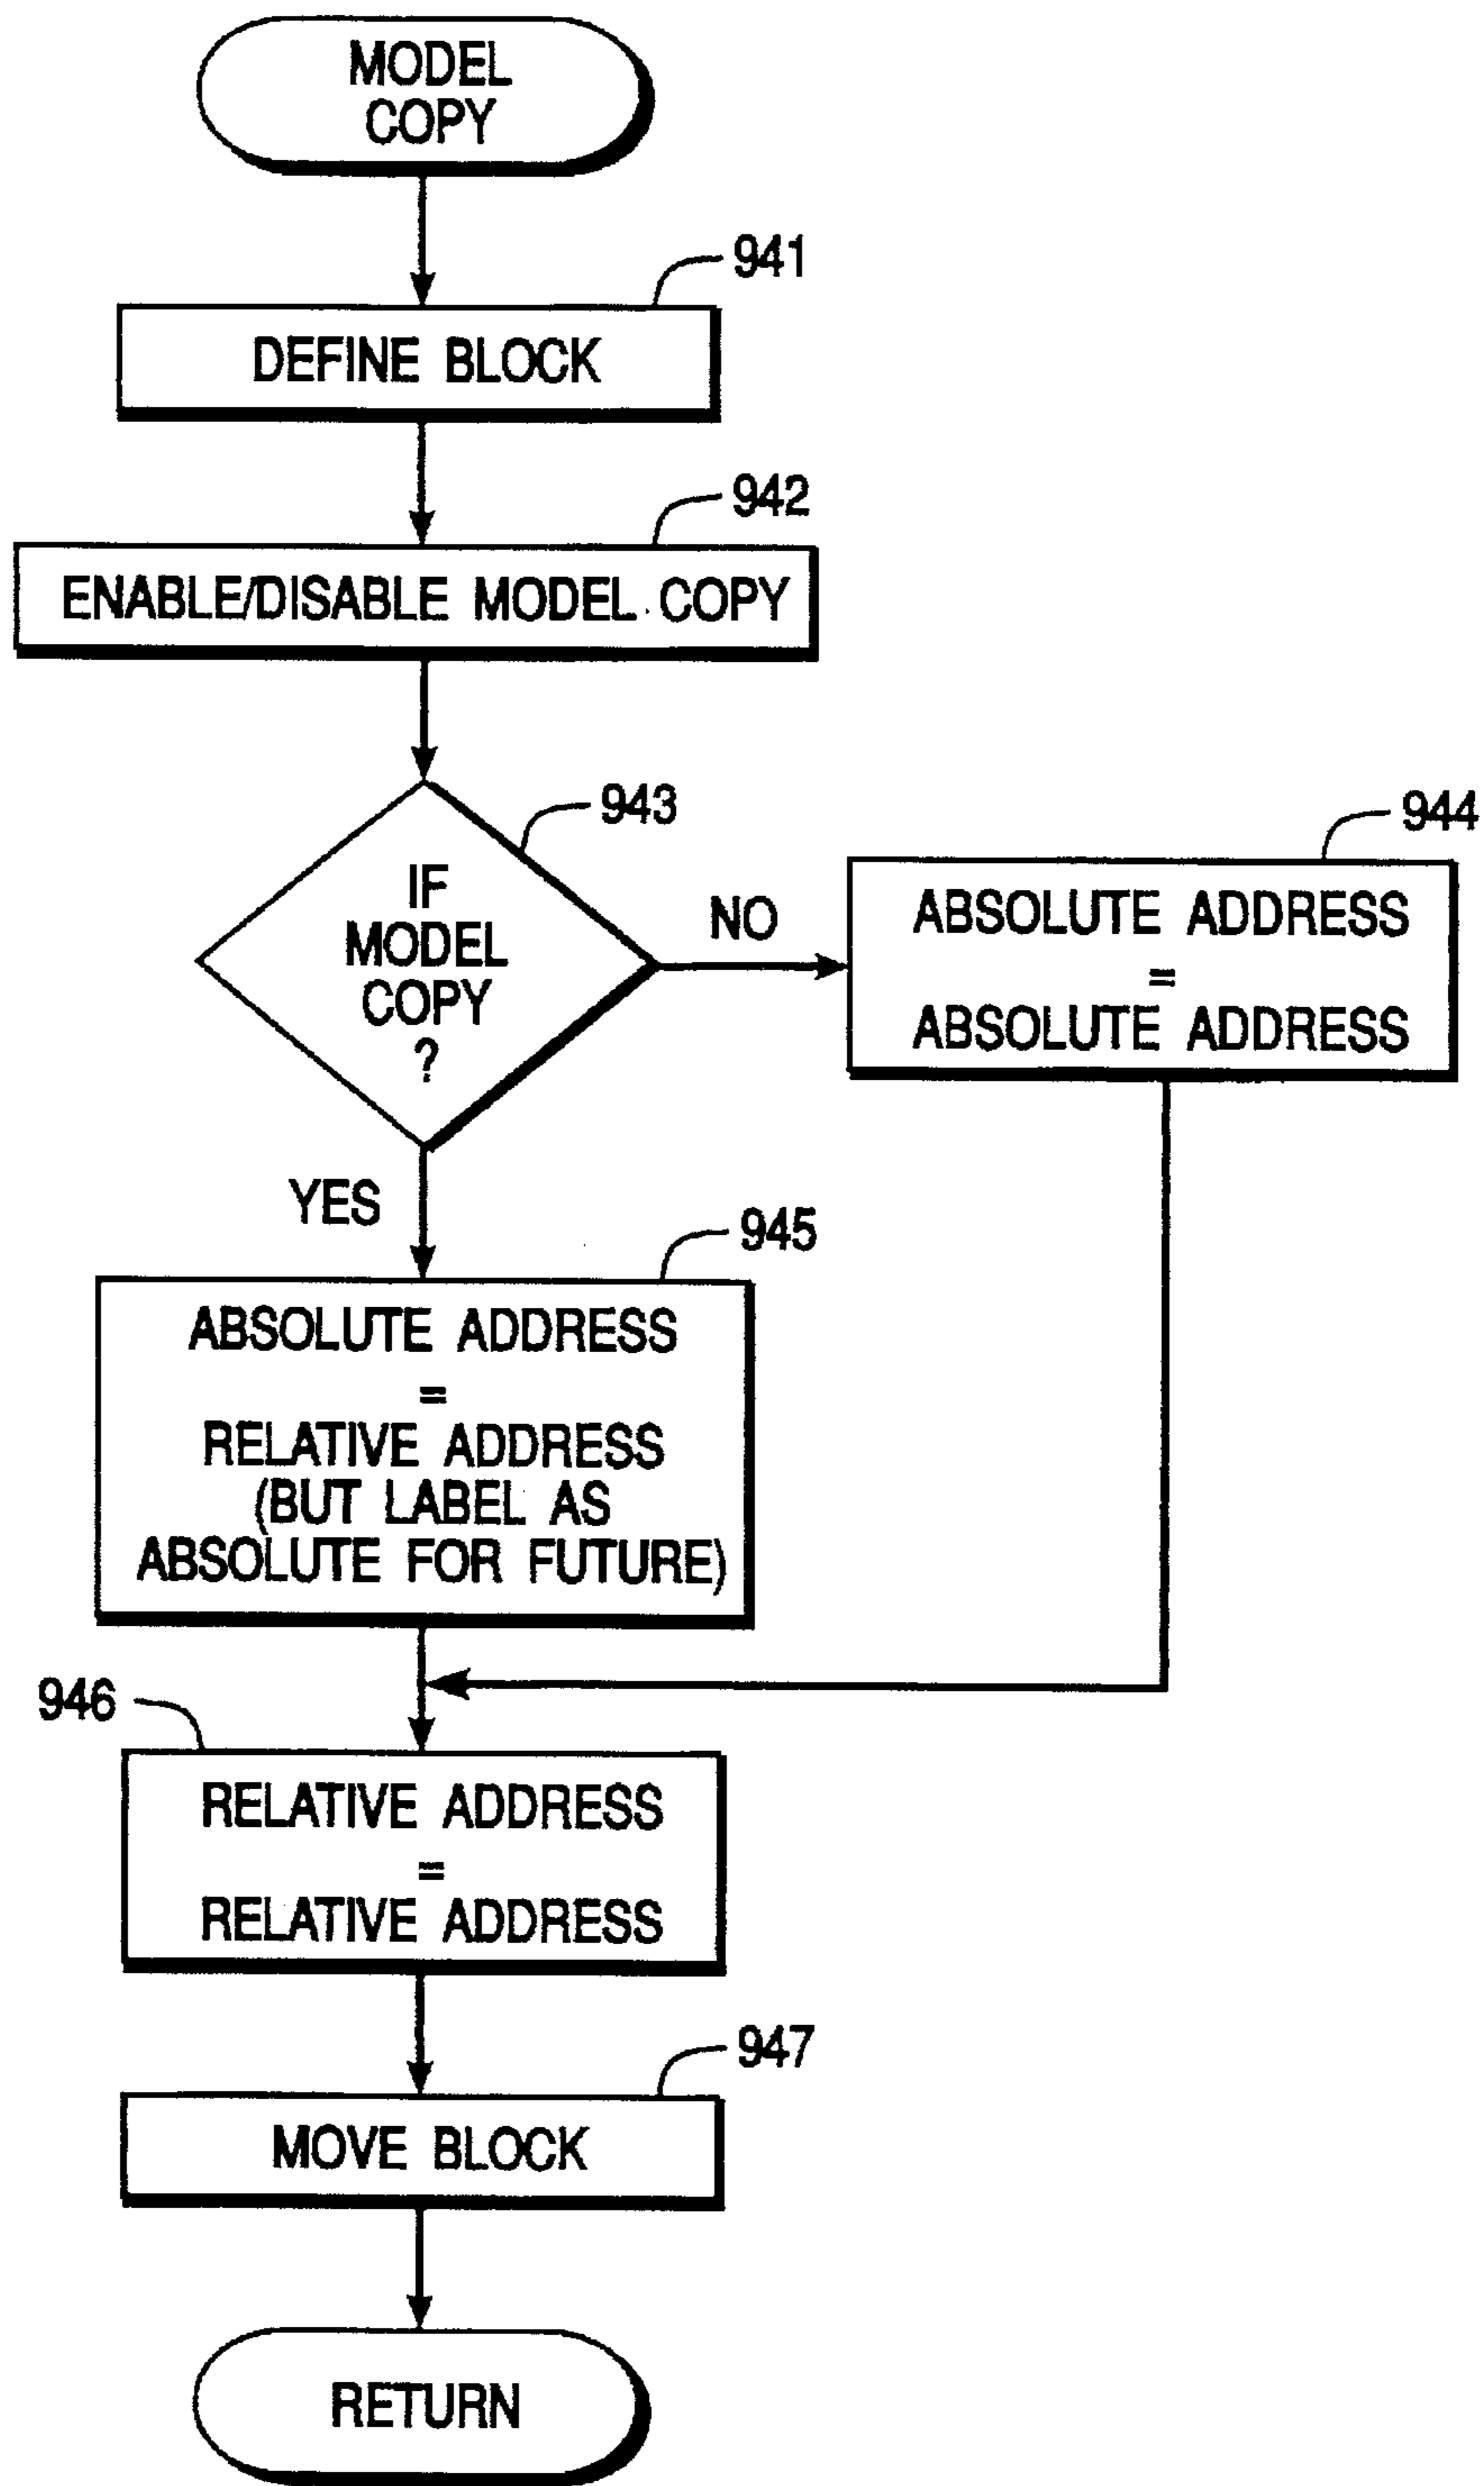 MODEL
COPY
941
DEFINE BLOCK
942
ENABLE/DISABLE MODEL COPY
943
IF
MODEL
COPY
?
NO
944
ABSOLUTE ADDRESS
=
ABSOLUTE ADDRESS
YES
945
ABSOLUTE ADDRESS
=
RELATIVE ADDRESS
(BUT LABEL AS
ABSOLUTE FOR FUTURE)
946
RELATIVE ADDRESS
=
RELATIVE ADDRESS
947
MOVE BLOCK
RETURN